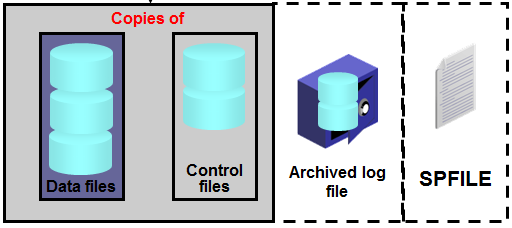 Copies of
Data files
Control
files
Archived log
file
SPFILE